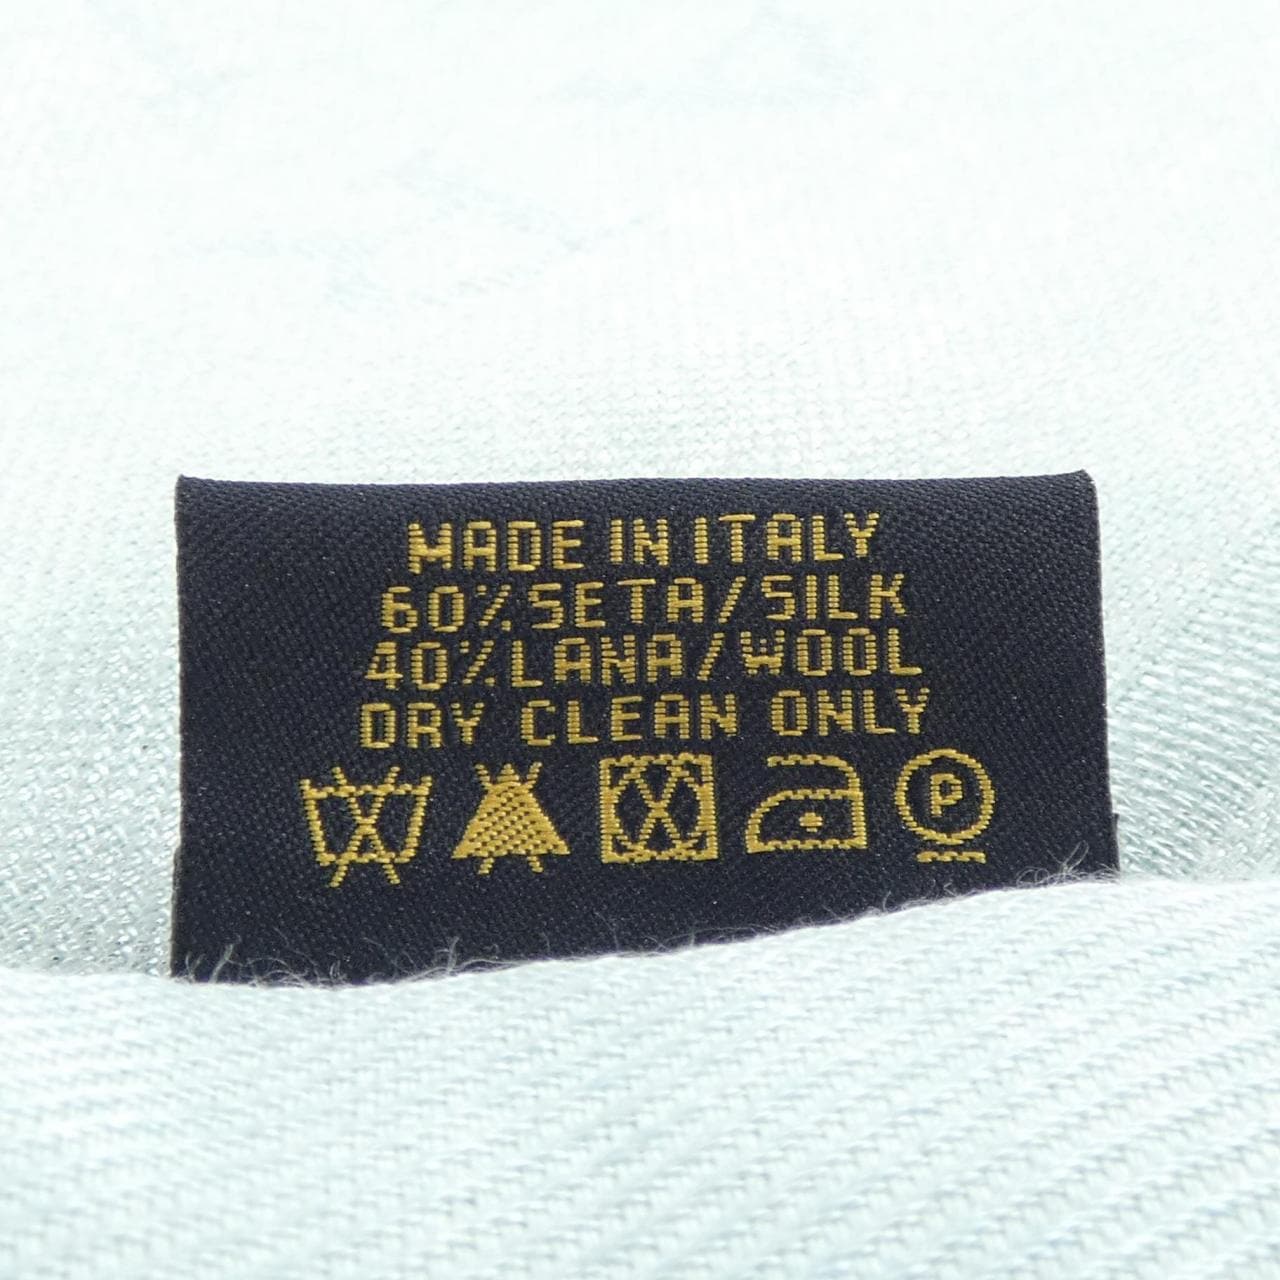 MADE IN ITALY
60% SETA/SILK
40% LANA/WOOL
DRY CLEAN ONLY
P